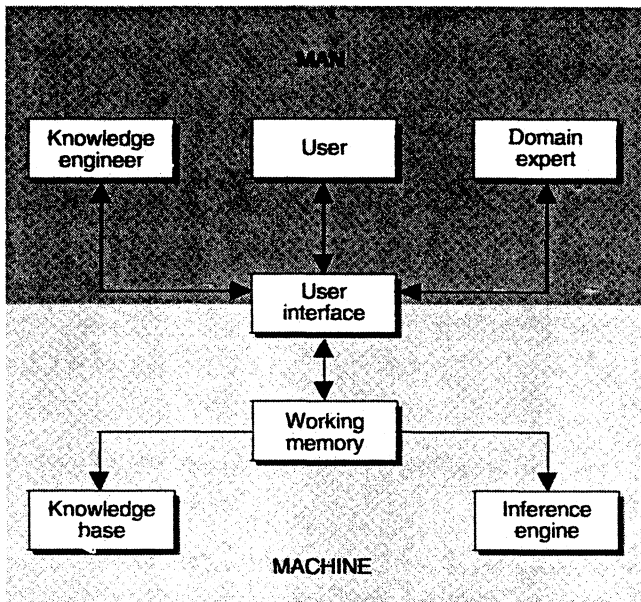 MAN
Knowledge
engineer
User
Domain
expert
User
interface
Working
memory
Knowledge
base
Inference
engine
MACHINE